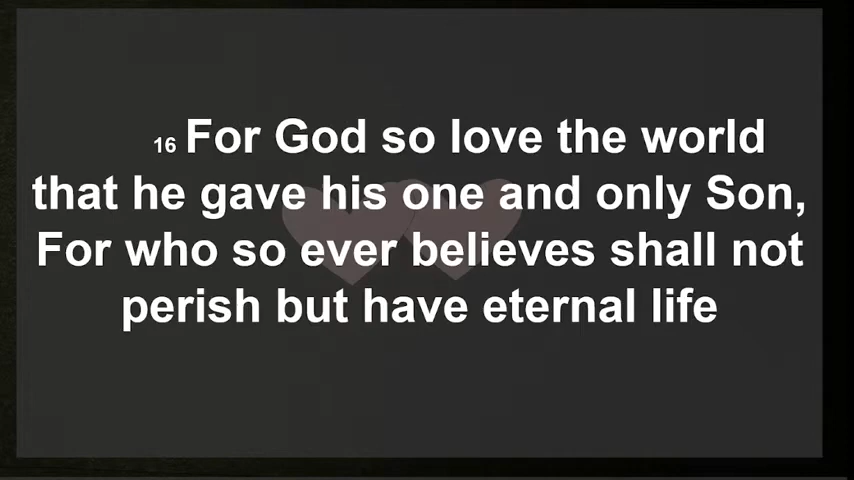 16 For God so love the world
that he gave his one and only Son,
For who so ever believes shall not
perish but have eternal life